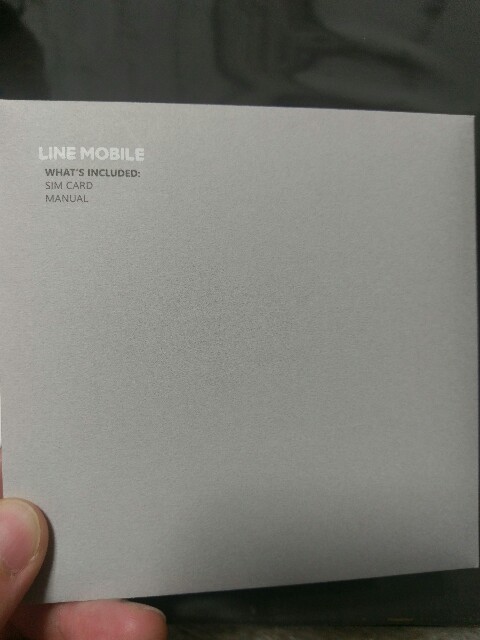 LINE MOBILE
WHAT'S INCLUDED:
SIM CARD
MANUAL